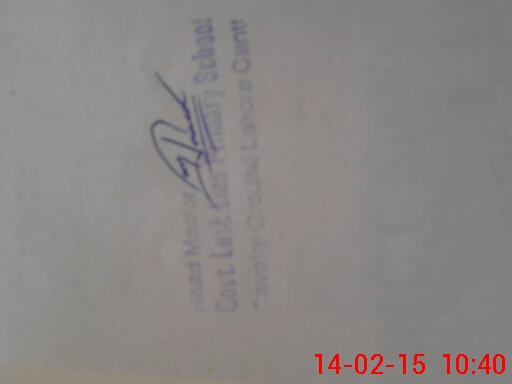 Head Master
Govt. Primary School
Cavalry Ground Lahore Cantt
14-02-15 10:40